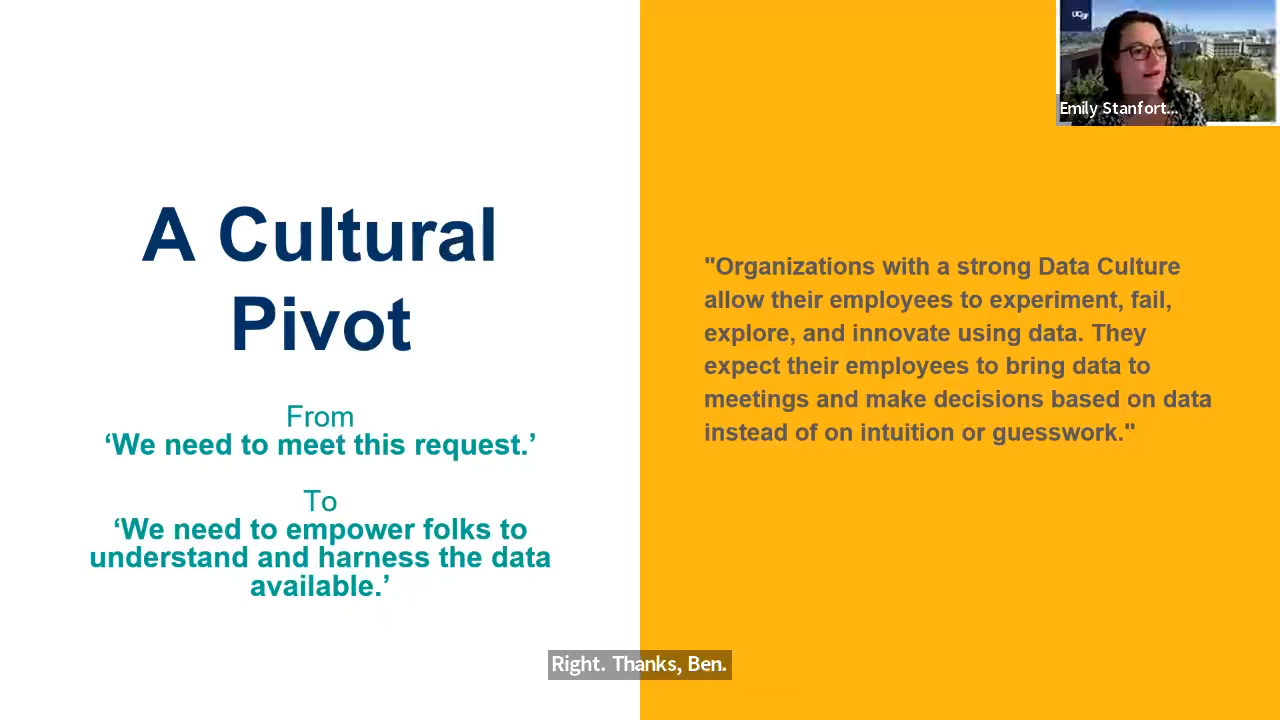 UCSF
Emily Stanfort...
A Cultural
Pivot
From
‘We need to meet this request.’
To
‘We need to empower folks to
understand and harness the data
available.’
"Organizations with a strong Data Culture
allow their employees to experiment, fail,
explore, and innovate using data. They
expect their employees to bring data to
meetings and make decisions based on data
instead of on intuition or guesswork."
Right. Thanks, Ben.